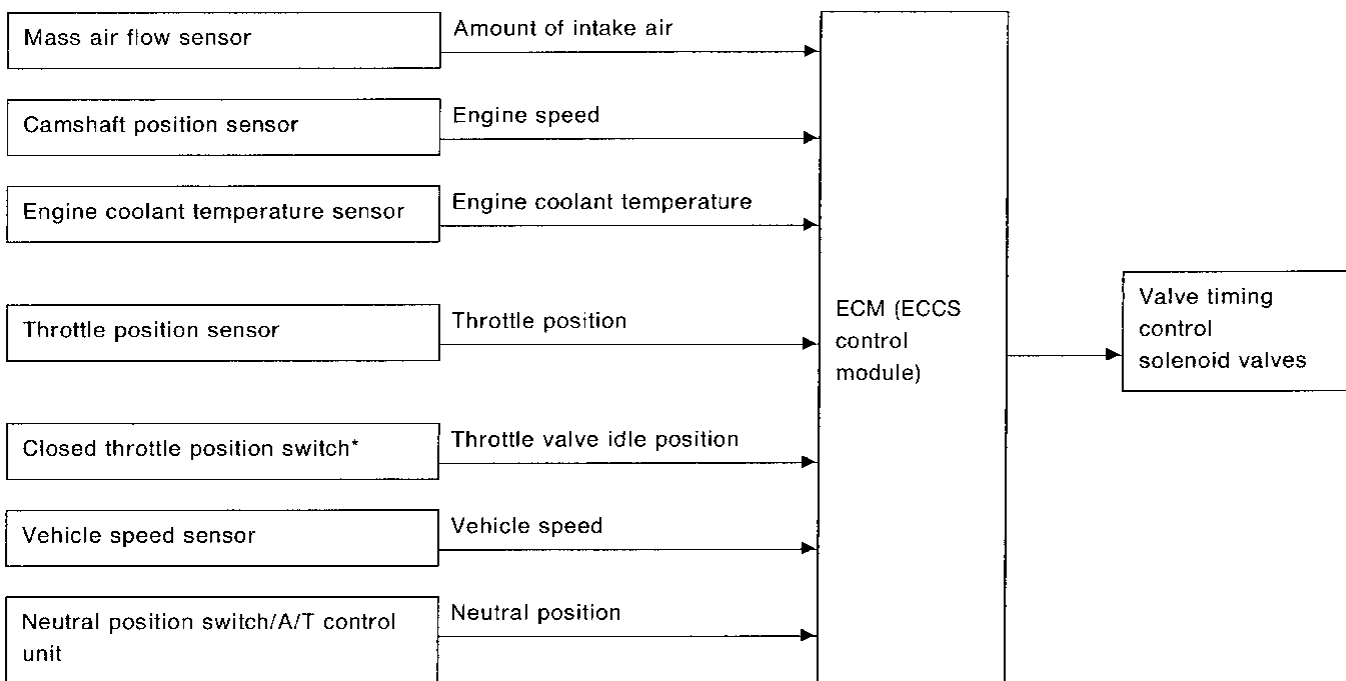 Mass air flow sensor
Amount of intake air
Camshaft position sensor
Engine speed
Engine coolant temperature sensor
Engine coolant temperature
Throttle position sensor
Throttle position
Closed throttle position switch*
Throttle valve idle position
Vehicle speed sensor
Vehicle speed
Neutral position switch/A/T control
unit
Neutral position
ECM (ECCS
control
module)
Valve timing
control
solenoid valves